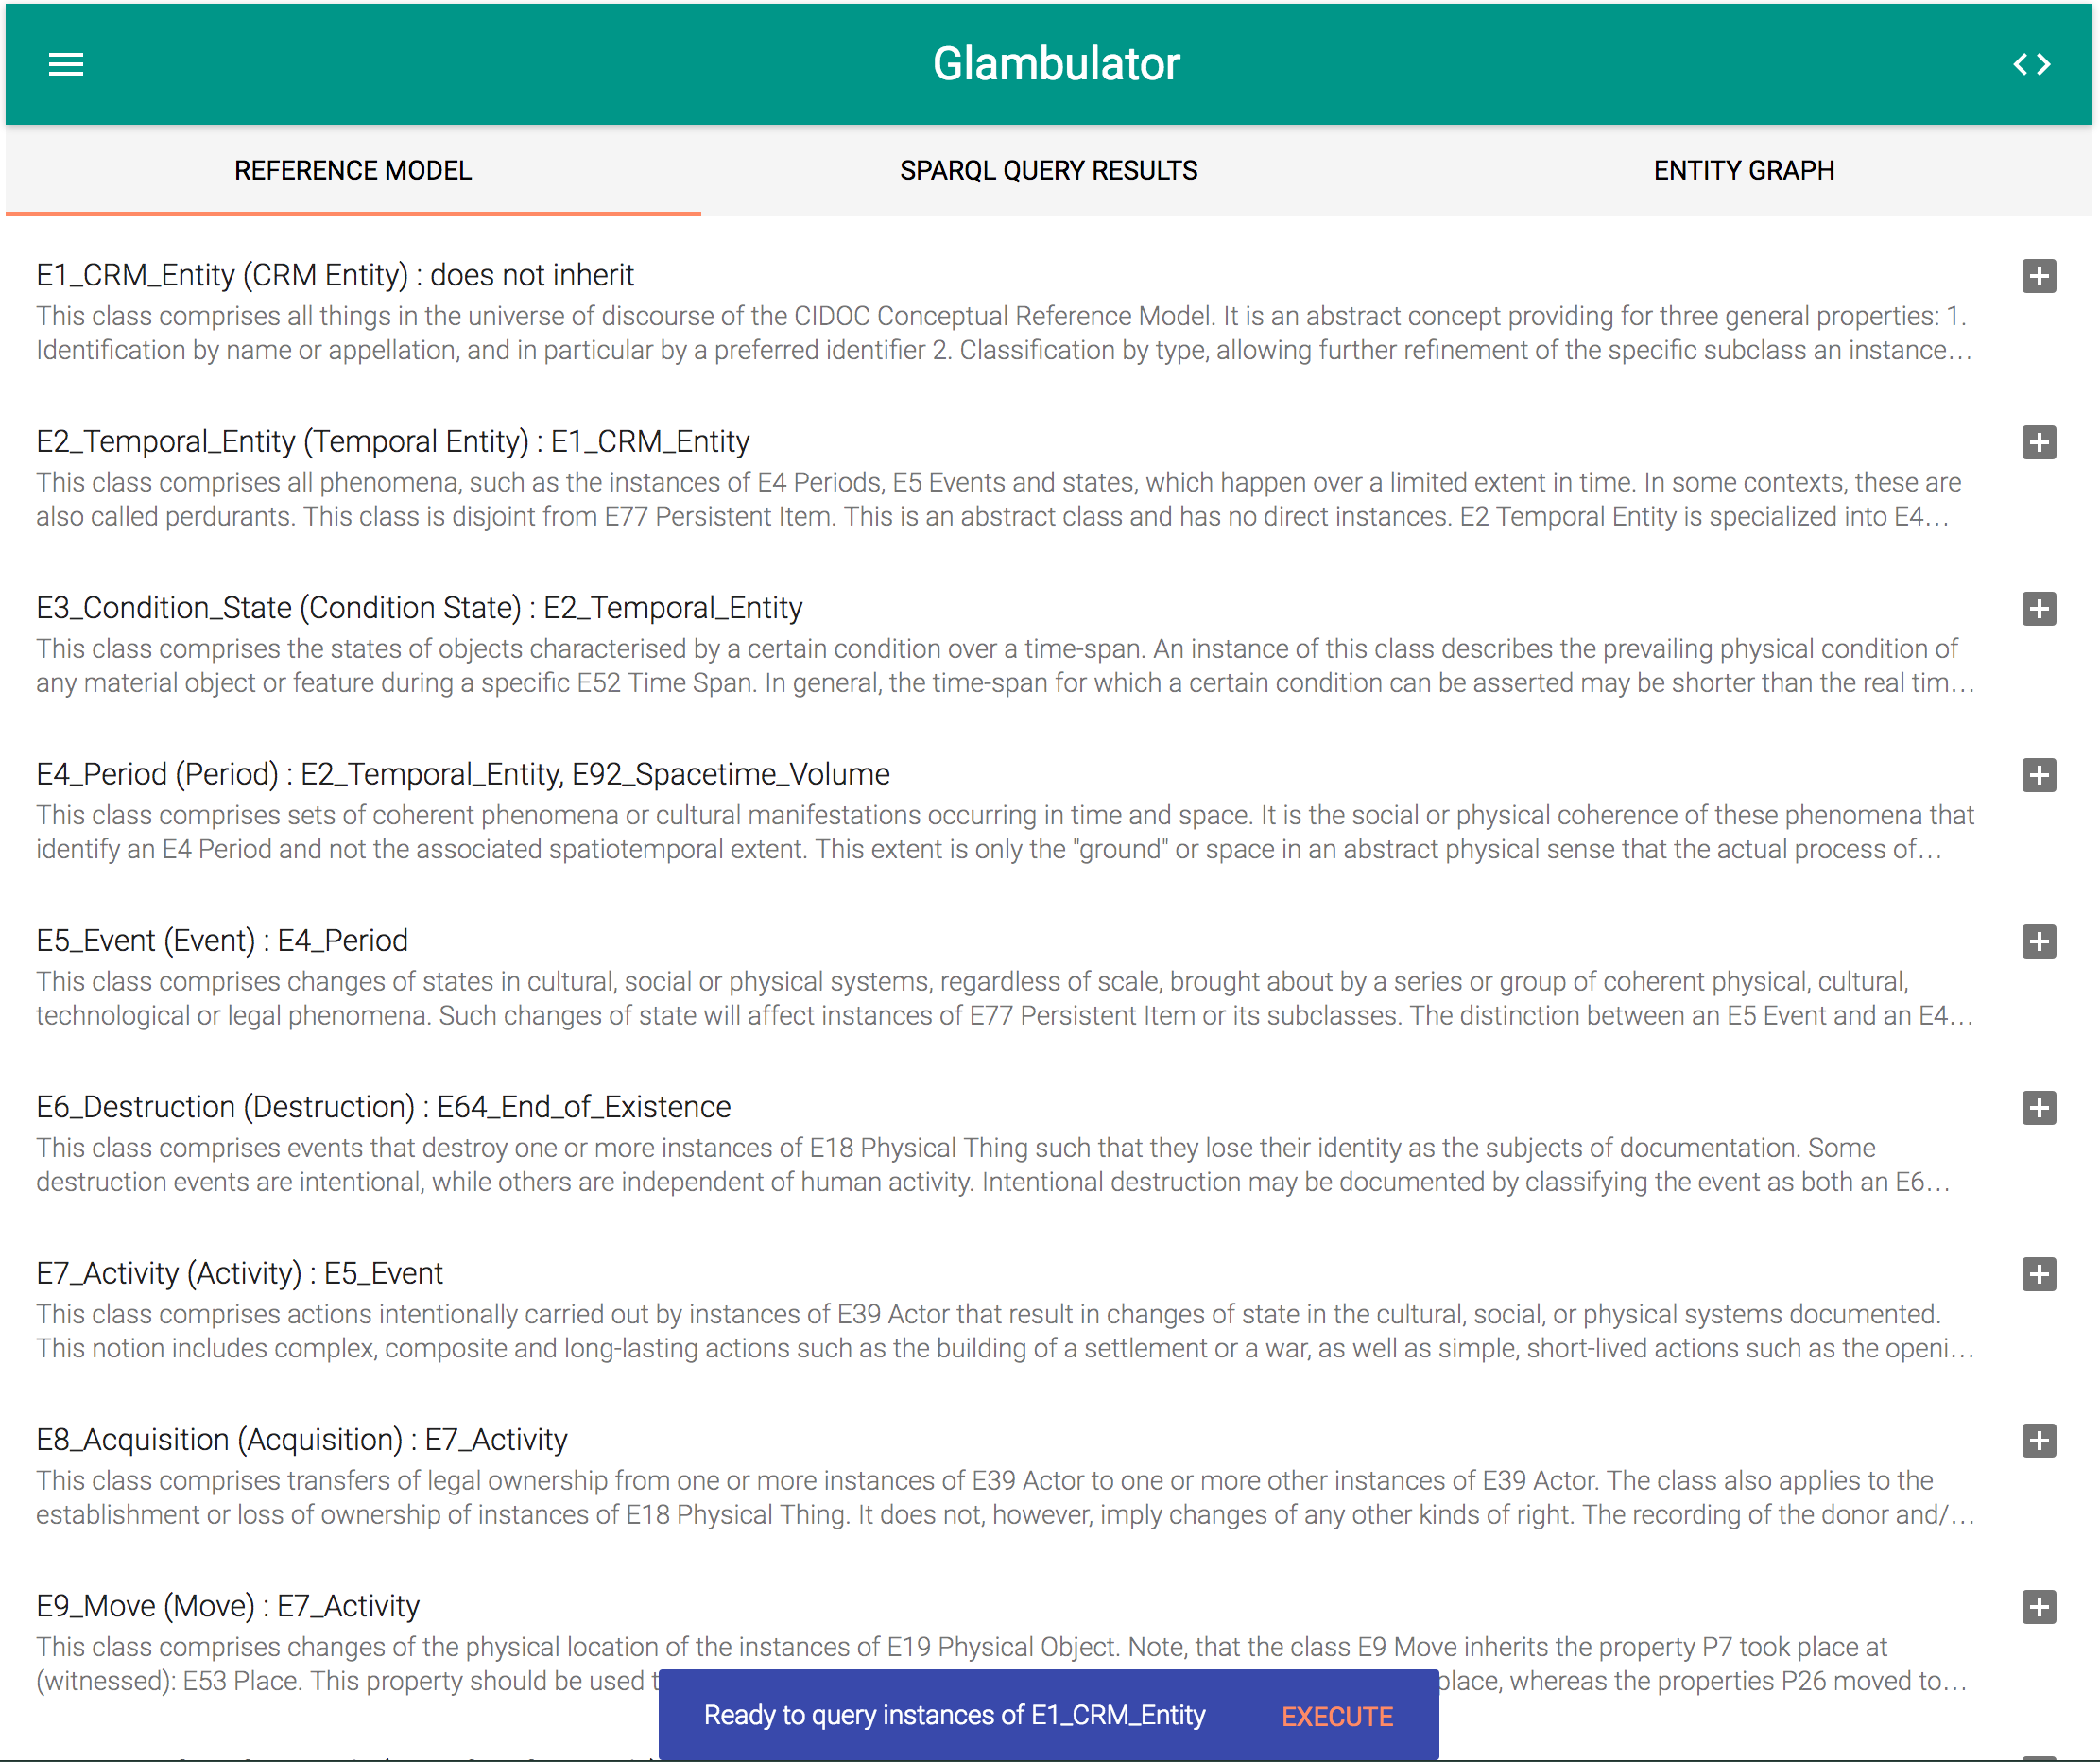 Glambulator
REFERENCE MODEL
SPARQL QUERY RESULTS
ENTITY GRAPH
E1_CRM_Entity (CRM Entity) : does not inherit
This class comprises all things in the universe of discourse of the CIDOC Conceptual Reference Model. It is an abstract concept providing for three general properties: 1.
Identification by name or appellation, and in particular by a preferred identifier 2. Classification by type, allowing further refinement of the specific subclass an instance…
E2_Temporal_Entity (Temporal Entity) : E1_CRM_Entity
This class comprises all phenomena, such as the instances of E4 Periods, E5 Events and states, which happen over a limited extent in time. In some contexts, these are
also called perdurants. This class is disjoint from E77 Persistent Item. This is an abstract class and has no direct instances. E2 Temporal Entity is specialized into E4…
E3_Condition_State (Condition State) : E2_Temporal_Entity
This class comprises the states of objects characterised by a certain condition over a time-span. An instance of this class describes the prevailing physical condition of
any material object or feature during a specific E52 Time Span. In general, the time-span for which a certain condition can be asserted may be shorter than the real tim…
E4_Period (Period) : E2_Temporal_Entity, E92_Spacetime_Volume
This class comprises sets of coherent phenomena or cultural manifestations occurring in time and space. It is the social or physical coherence of these phenomena that
identify an E4 Period and not the associated spatiotemporal extent. This extent is only the "ground" or space in an abstract physical sense that the actual process of…
E5_Event (Event) : E4_Period
This class comprises changes of states in cultural, social or physical systems, regardless of scale, brought about by a series or group of coherent physical, cultural,
technological or legal phenomena. Such changes of state will affect instances of E77 Persistent Item or its subclasses. The distinction between an E5 Event and an E4…
E6_Destruction (Destruction) : E64_End_of_Existence
This class comprises events that destroy one or more instances of E18 Physical Thing such that they lose their identity as the subjects of documentation. Some
destruction events are intentional, while others are independent of human activity. Intentional destruction may be documented by classifying the event as both an E6…
E7_Activity (Activity) : E5_Event
This class comprises actions intentionally carried out by instances of E39 Actor that result in changes of state in the cultural, social, or physical systems documented.
This notion includes complex, composite and long-lasting actions such as the building of a settlement or a war, as well as simple, short-lived actions such as the openi…
E8_Acquisition (Acquisition) : E7_Activity
This class comprises transfers of legal ownership from one or more instances of E39 Actor to one or more other instances of E39 Actor. The class also applies to the
establishment or loss of ownership of instances of E18 Physical Thing. It does not, however, imply changes of any other kinds of right. The recording of the donor and/…
E9_Move (Move) : E7_Activity
This class comprises changes of the physical location of the instances of E19 Physical Object. Note, that the class E9 Move inherits the property P7 took place at
(witnessed): E53 Place. This property should be used place, whereas the properties P26 moved to…
Ready to query instances of E1_CRM_Entity EXECUTE